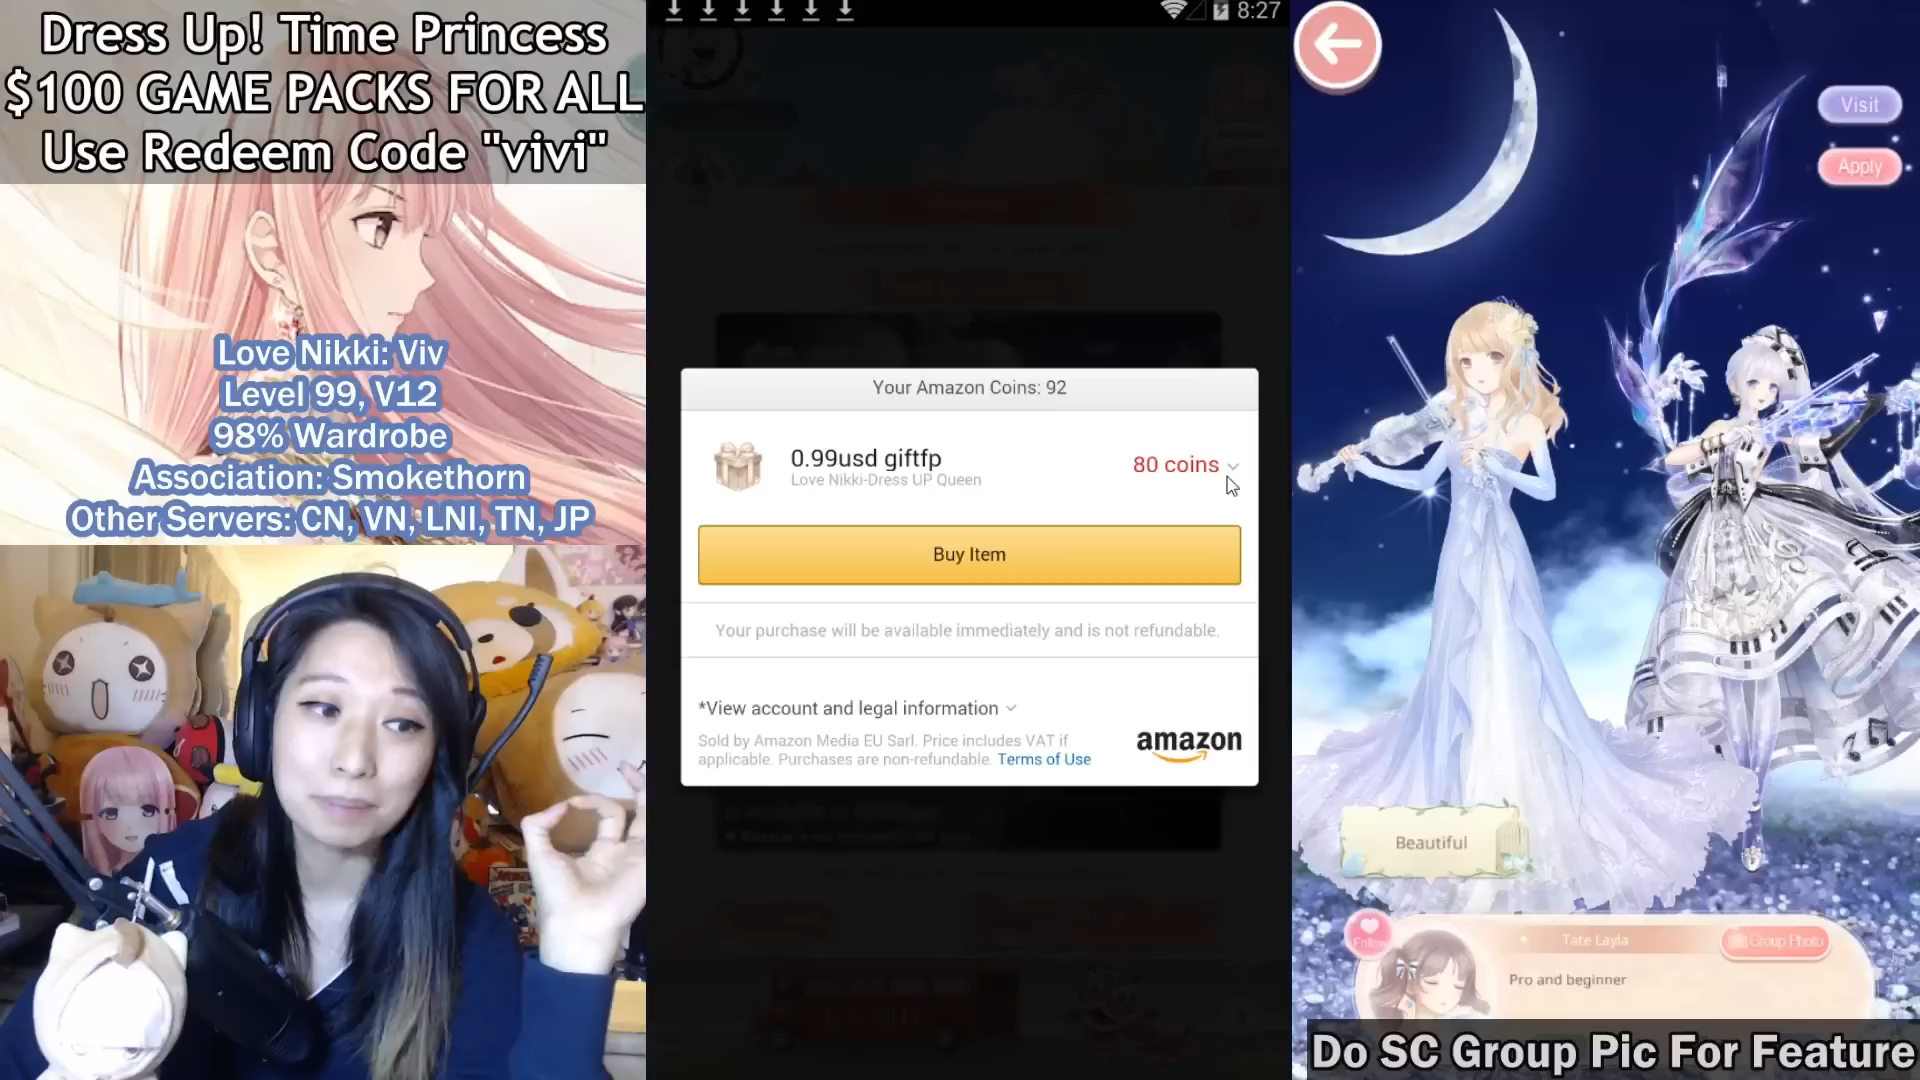 Dress Up! Time Princess
$100 GAME PACKS FOR ALL
Use Redeem Code "vivi"
Love Nikki: Viv
Level 99, V12
98% Wardrobe
Association: Smokethorn
Other Servers: CN, VN, LNI, TN, JP
8:27
Your Amazon Coins: 92
0.99usd giftfp
80 coins
Love Nikki-Dress UP Queen
Buy Item
Your purchase will be available immediately and is not refundable.
*View account and legal information
Sold by Amazon Media EU Sarl. Price includes VAT if
applicable. Purchases are non-refundable. Terms of Use
amazon
Visit
Apply
Beautiful
Follow
Tate Layla
Group Photo
Pro and beginner
Do SC Group Pic For Feature